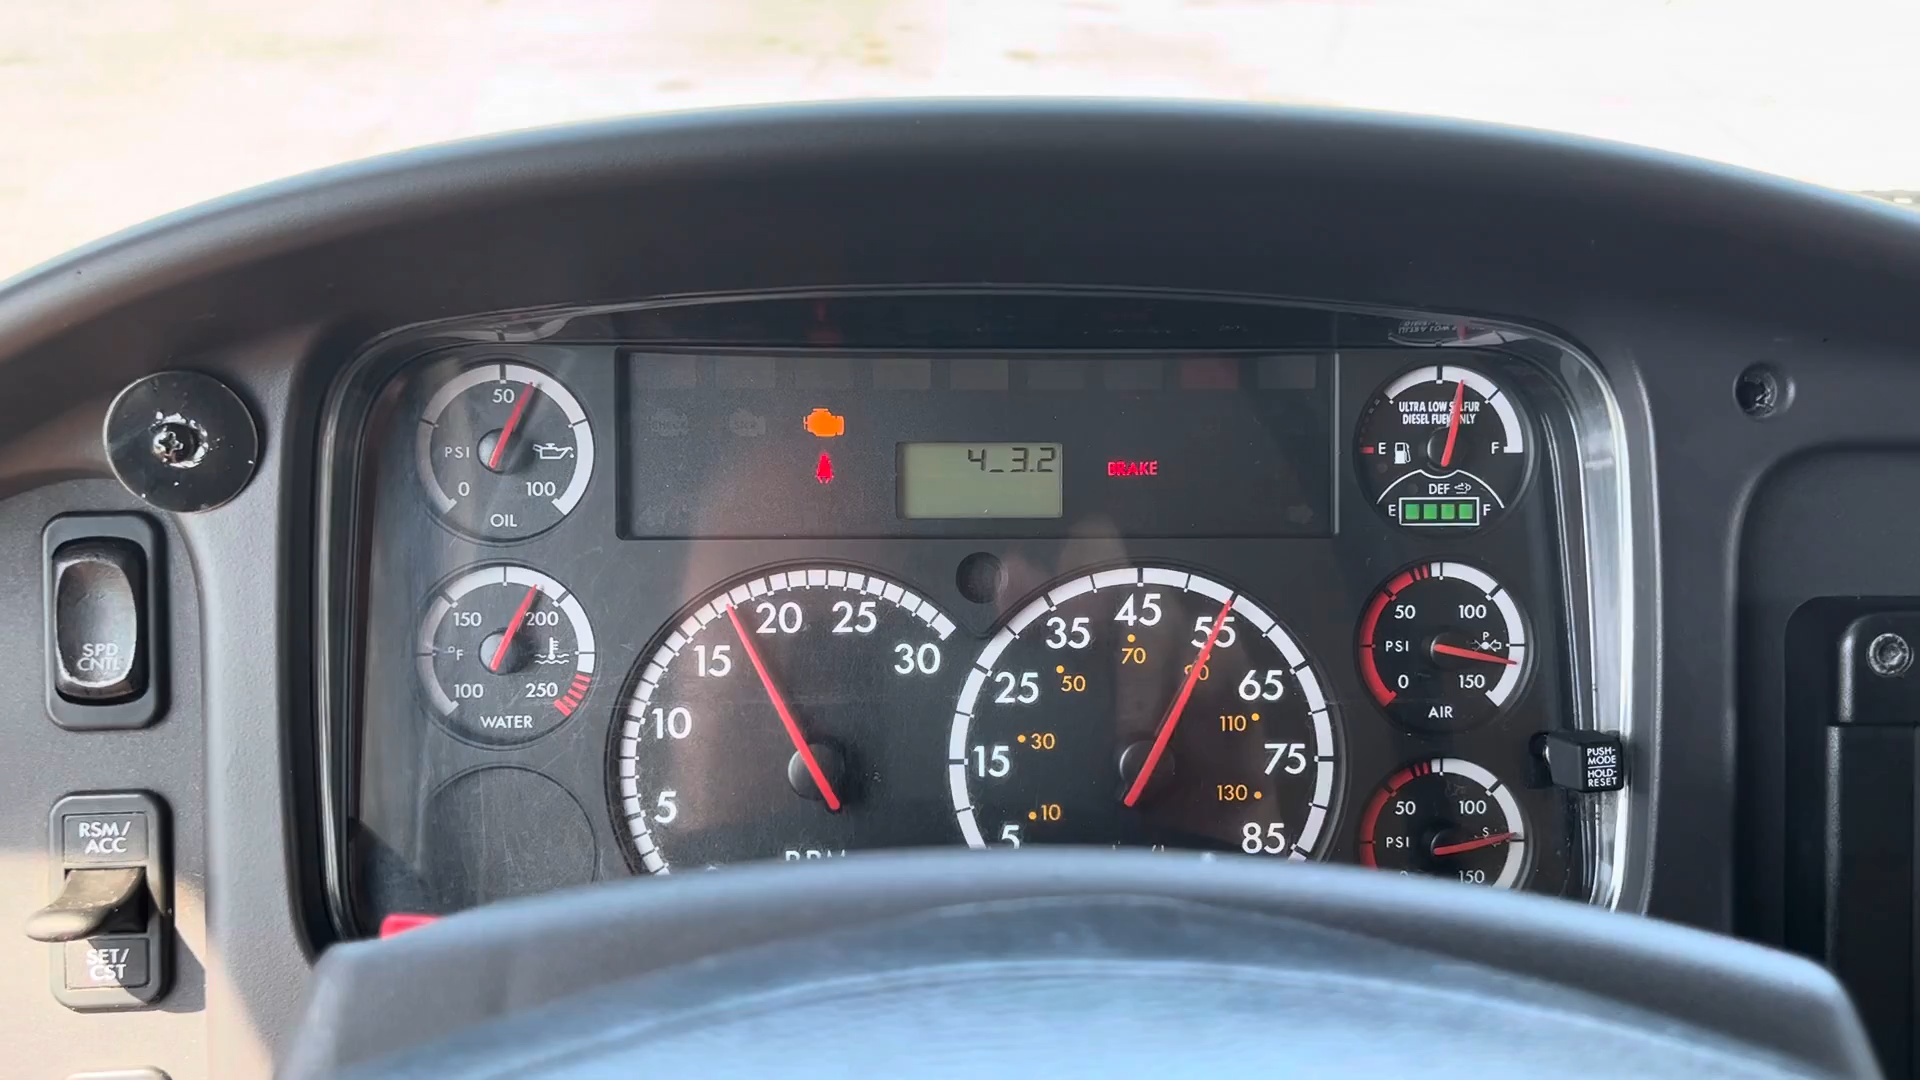 50
PSI
0
100
OIL
4_3.2
BRAKE
ULTRA LOW SULFUR
DIESEL FUEL ONLY
E
F
DEF
E
F
150
200
°F
100
250
WATER
5
10
15
20
25
30
5
15
25
35
45
55
65
75
85
10
30
50
70
90
110
130
50
100
P
PSI
0
150
AIR
50
100
S
PSI
150
PUSH-
MODE
HOLD-
RESET
SPD
CNTL
RSM/
ACC
SET/
CST